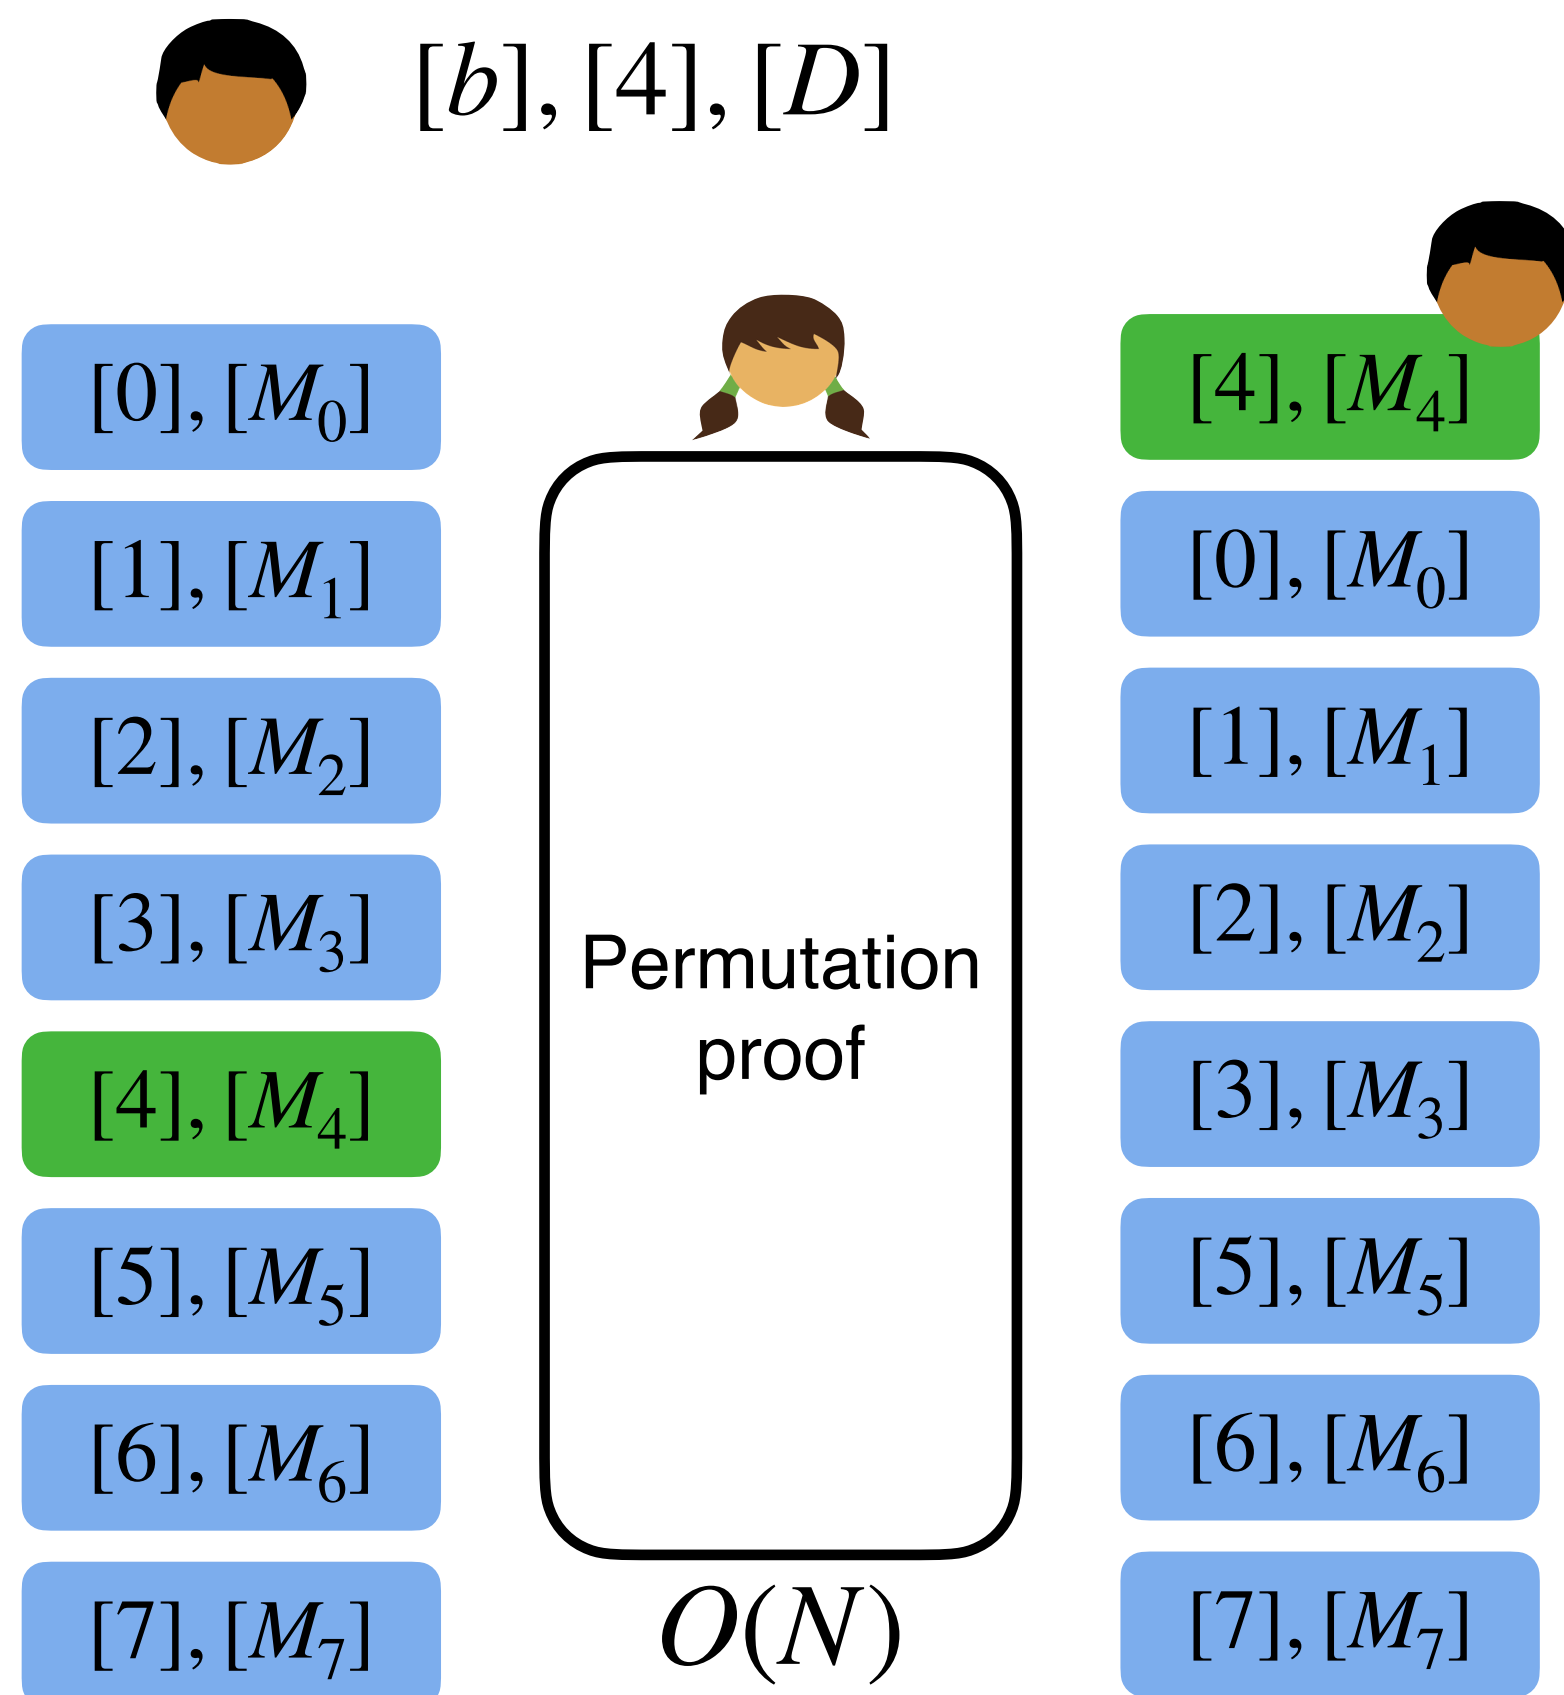 [b], [4], [D]
[0], [M₀]
[1], [M₁]
[2], [M₂]
[3], [M₃]
[4], [M₄]
[5], [M₅]
[6], [M₆]
[7], [M₇]
Permutation
proof
O(N)
[4], [M₄]
[0], [M₀]
[1], [M₁]
[2], [M₂]
[3], [M₃]
[5], [M₅]
[6], [M₆]
[7], [M₇]